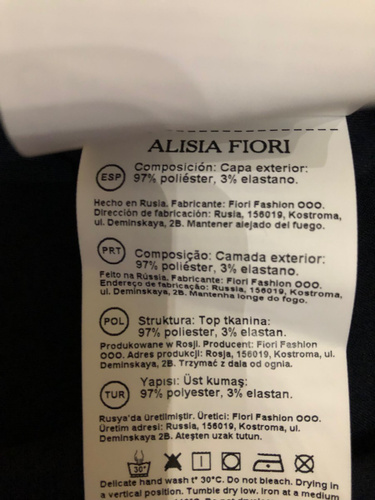 ALISIA FIORI
ESP Composición: Capa exterior:
97% poliéster, 3% elastano.
Hecho en Rusia. Fabricante: Fiori Fashion OOO.
Dirección de fabricación: Rusia, 156019, Kostroma,
ul. Deminskaya, 2B. Mantener alejado del fuego.
PRT Composição: Camada exterior:
97% poliéster, 3% elastano.
Feito na Rússia. Fabricante: Fiori Fashion OOO.
Endereço de fabricação: Russia, 156019, Kostroma,
ul. Deminskaya, 2B. Mantenha longe do fogo.
POL Struktura: Top tkanina:
97% poliester, 3% elastan.
Produkowane w Rosji. Producent: Fiori Fashion
OOO. Adres produkcji: Rosja, 156019, Kostroma, ul.
Deminskaya, 2B. Trzymać z dala od ognia.
TUR Yapısı: Üst kumaş:
97% polyester, 3% elastan.
Rusya'da üretilmiştir. Üretici: Fiori Fashion OOO.
Üretim adresi: Russia, 156019, Kostroma, ul.
Deminskaya 2B. Ateşten uzak tutun.
30°
Delicate hand wash t° 30°C. Do not bleach. Drying in
a vertical position. Tumble dry low. Iron at a medium